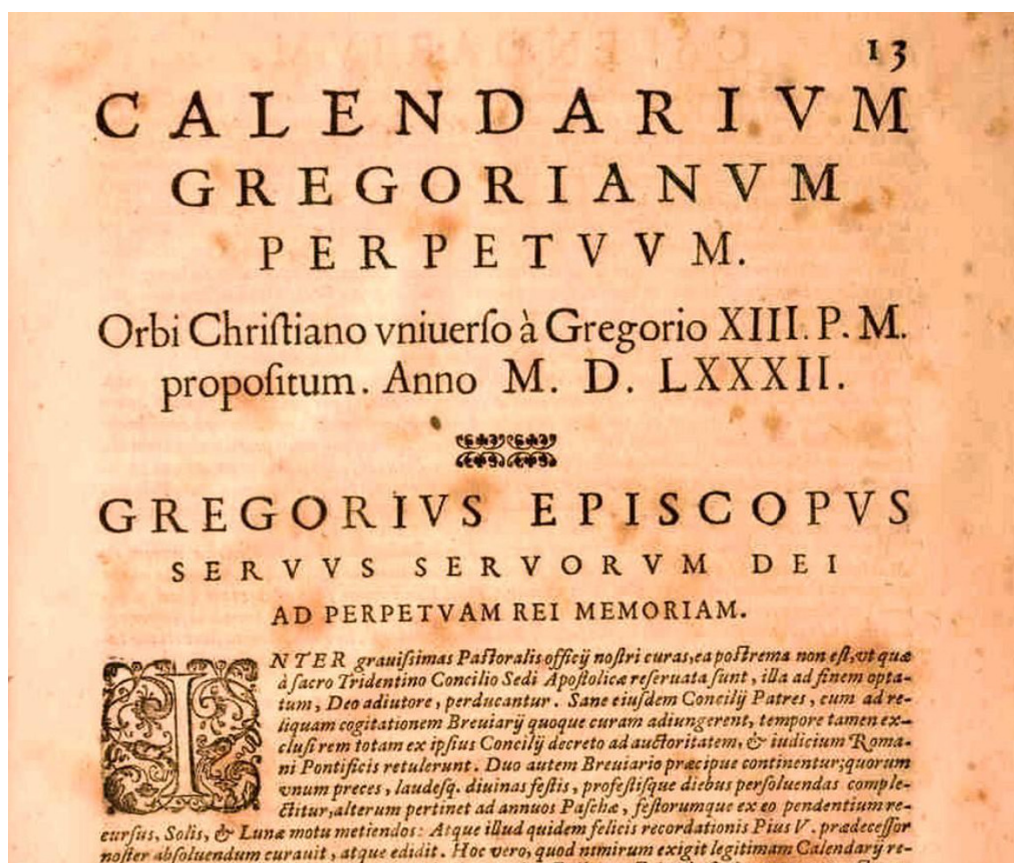 13
CALENDARIVM
GREGORIANVM
PERPETVVM.
Orbi Chriſtiano vniuerſo à Gregorio XIII. P. M.
propoſitum. Anno M. D. LXXXII.
GREGORIVS EPISCOPVS
SERVVS SERVORVM DEI
AD PERPETVAM REI MEMORIAM.
INTER grauiſsimas Paſtoralis officij noſtri curas, ea poſtrema non eſt, vt quæ
à ſacro Tridentino Concilio Sedi Apoſtolicæ reſeruata ſunt, illa ad finem opta-
tum, Deo adiutore, perducantur. Sane eiuſdem Concilij Patres, cum ad re-
liquam cogitationem Breuiarij quoque curam adiungerent, tempore tamen ex-
cluſi rem totam ex ipſius Concilij decreto ad auctoritatem, & iudicium Roma-
ni Pontificis retulerunt. Duo autem Breuiario præcipue continentur; quorum
vnum preces, laudeſq. diuinas feſtis, profeſtiſque diebus perſoluendas comple-
ctitur, alterum pertinet ad annuos Paſchæ, feſtorumque ex eo pendentium re-
curſus, Solis, & Lunæ motu metiendos: Atque illud quidem felicis recordationis Pius V. prædeceſſor
noſter abſoluendum curauit, atque edidit. Hoc vero, quod nimirum exigit legitimam Calendarij re-